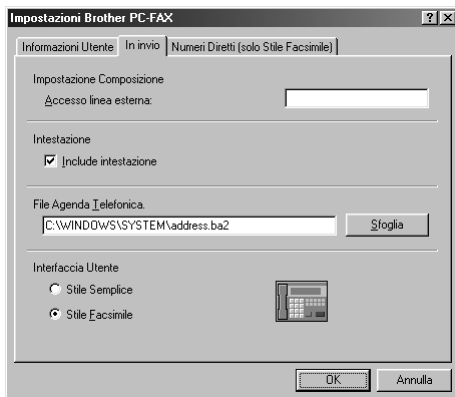 Impostazioni Brother PC-FAX
Informazioni Utente In invio Numeri Diretti (solo Stile Facsimile)
Impostazione Composizione
Accesso linea esterna:
Intestazione
Include intestazione
File Agenda Telefonica.
C:\WINDOWS\SYSTEM\address.ba2 Sfoglia
Interfaccia Utente
Stile Semplice
Stile Facsimile
OK Annulla